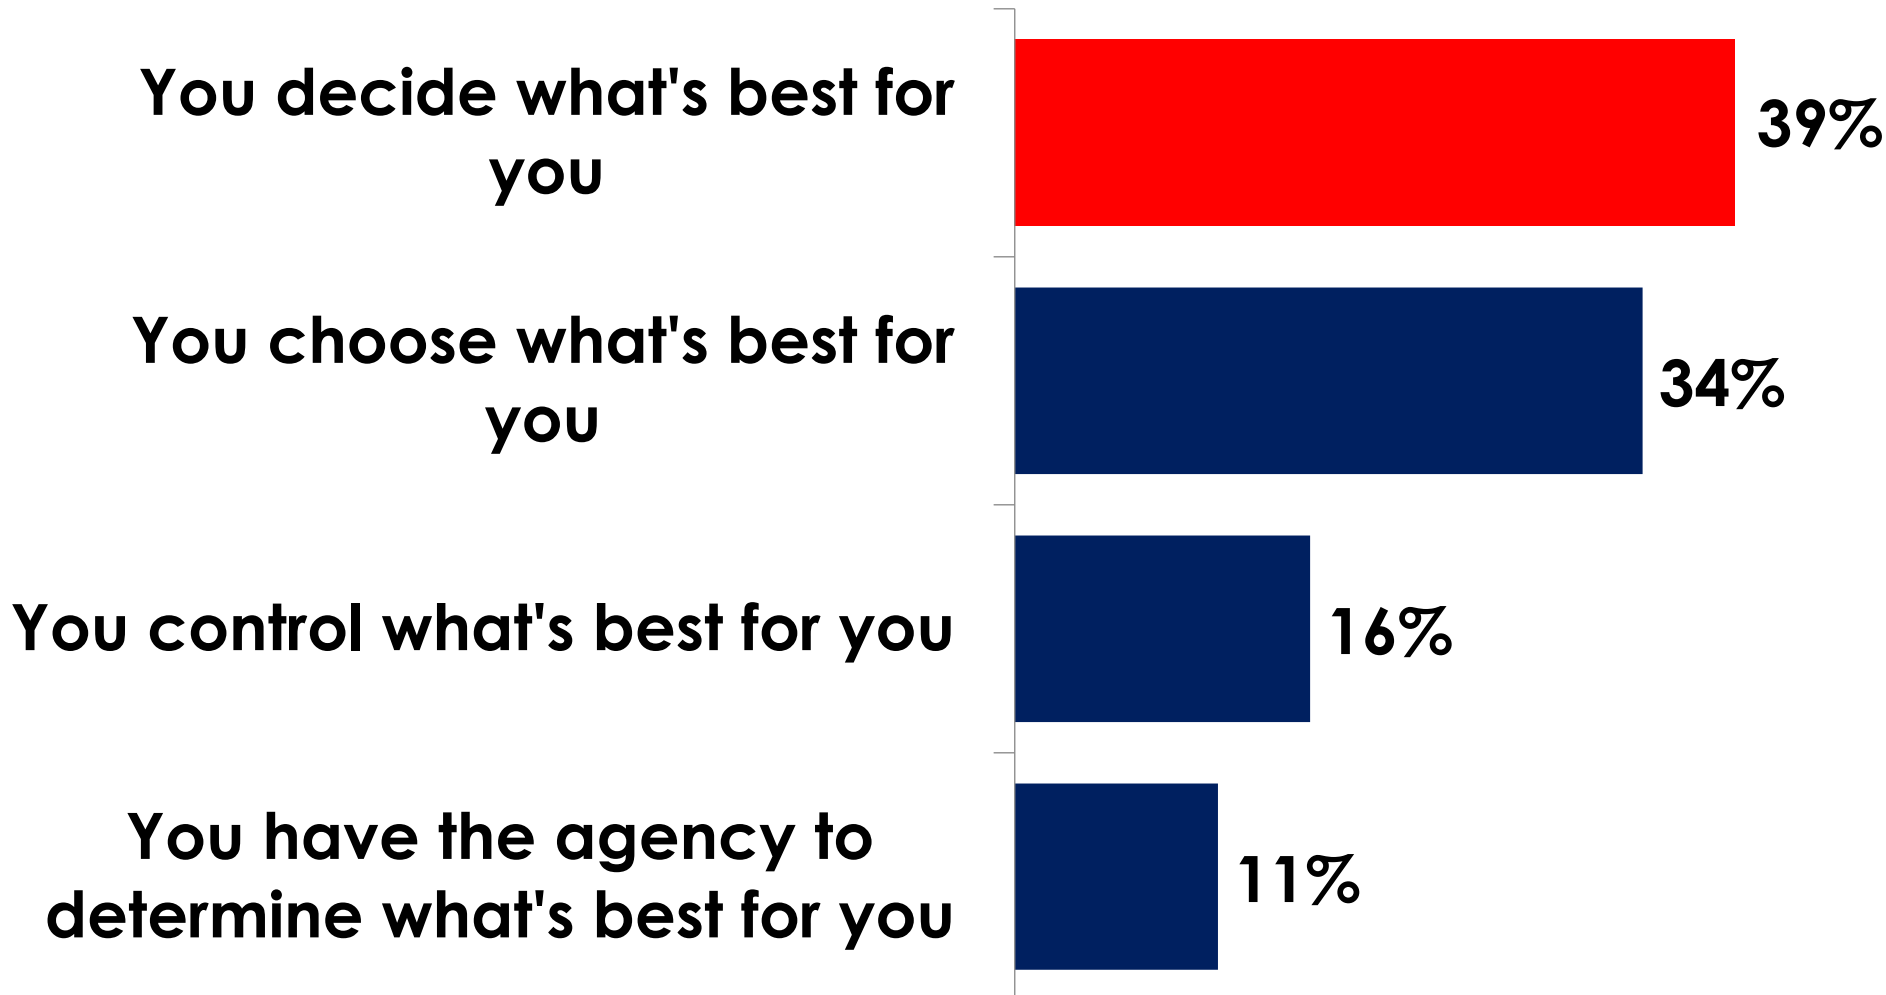 You decide what's best for
you
39%
You choose what's best for
you
34%
You control what's best for you
16%
You have the agency to
determine what's best for you
11%